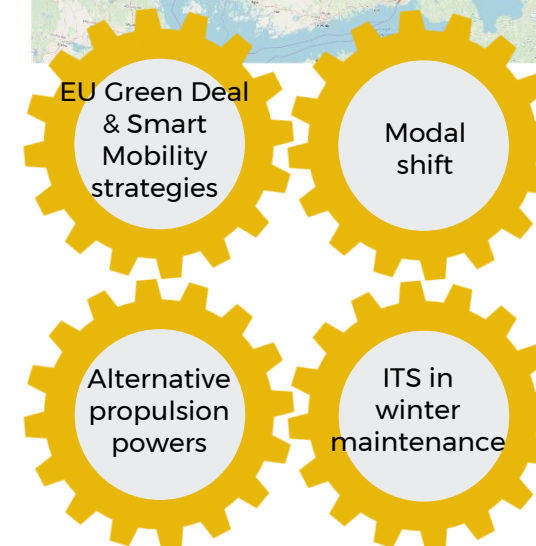 EU Green Deal
& Smart
Mobility
strategies
Modal
shift
Alternative
propulsion
powers
ITS in
winter
maintenance